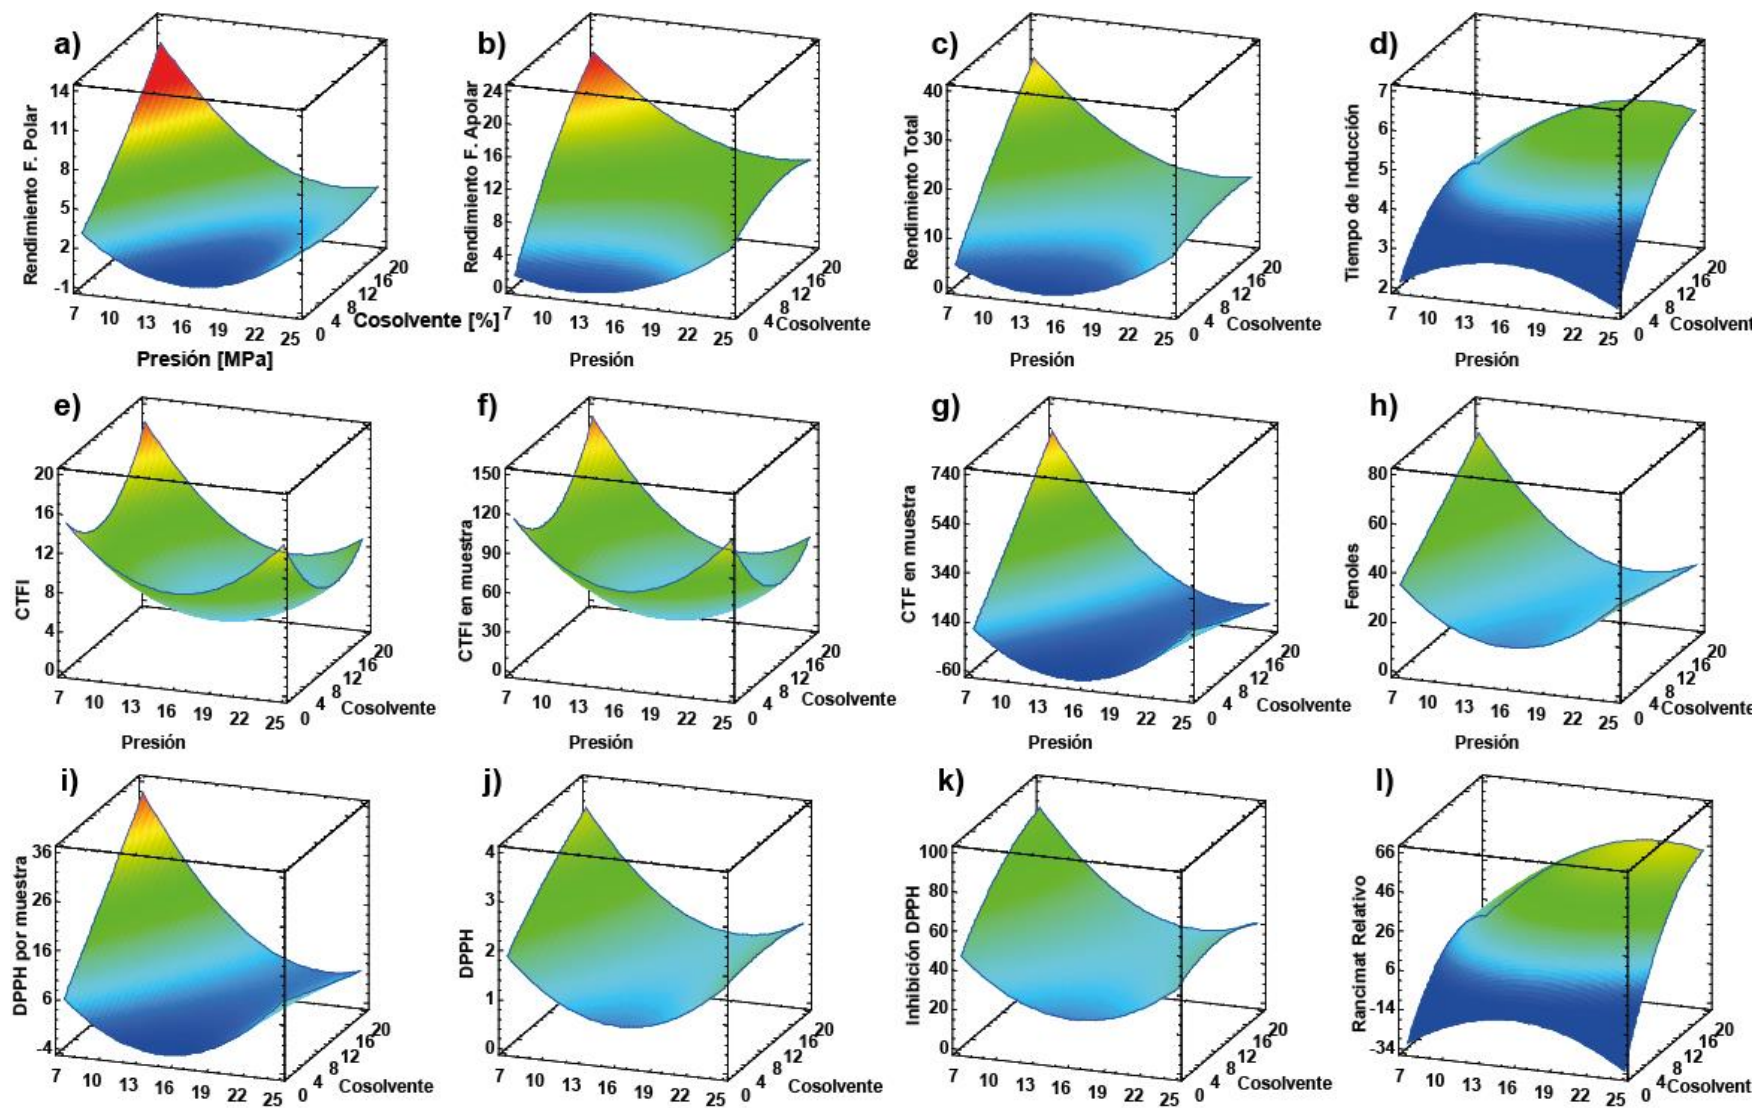 a)
Rendimiento F. Polar
14
11
8
5
2
-1
7 10 13 16 19 22 25
0 4 8 12 16 20
Cosolvente [%]
Presión [MPa]
b)
Rendimiento F. Apolar
24
20
16
12
8
4
0
7 10 13 16 19 22 25
0 4 8 12 16 20
Cosolvente
Presión
c)
Rendimiento Total
40
30
20
10
0
7 10 13 16 19 22 25
0 4 8 12 16 20
Cosolvente
Presión
d)
Tiempo de Inducción
7
6
5
4
3
2
7 10 13 16 19 22 25
0 4 8 12 16 20
Cosolvent
Presión
e)
CTFI
20
16
12
8
4
0
7 10 13 16 19 22 25
0 4 8 12 16 20
Cosolvente
Presión
f)
CTFI en muestra
150
120
90
60
30
0
7 10 13 16 19 22 25
0 4 8 12 16 20
Cosolvente
Presión
g)
CTF en muestra
740
540
340
140
-60
7 10 13 16 19 22 25
0 4 8 12 16 20
Cosolvente
Presión
h)
Fenoles
80
60
40
20
0
7 10 13 16 19 22 25
0 4 8 12 16 20
Cosolvente
Presión
i)
DPPH por muestra
36
26
16
6
-4
7 10 13 16 19 22 25
0 4 8 12 16 20
Cosolvente
j)
DPPH
4
3
2
1
0
7 10 13 16 19 22 25
0 4 8 12 16 20
Cosolvente
k)
Inhibición DPPH
100
80
60
40
20
0
7 10 13 16 19 22 25
0 4 8 12 16 20
Cosolvente
l)
Rancimat Relativo
66
46
26
6
-14
-34
7 10 13 16 19 22 25
0 4 8 12 16 20
Cosolvente